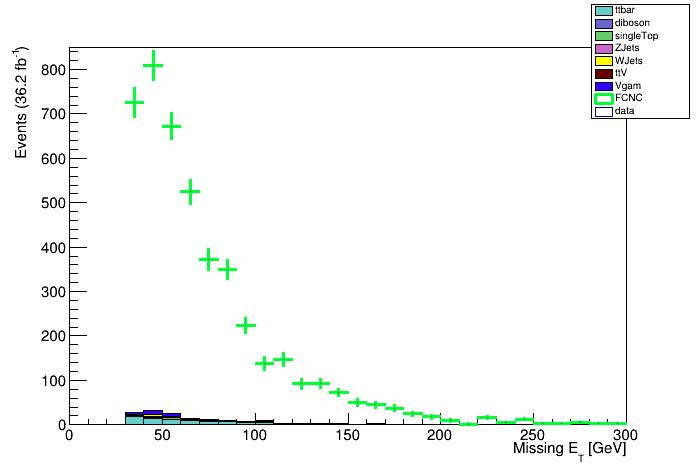 ttbar
diboson
singleTop
ZJets
WJets
ttV
Vgam
FCNC
data
Events (36.2 fb⁻¹)
800
700
600
500
400
300
200
100
0
0 50 100 150 200 250 300
Missing E_T [GeV]